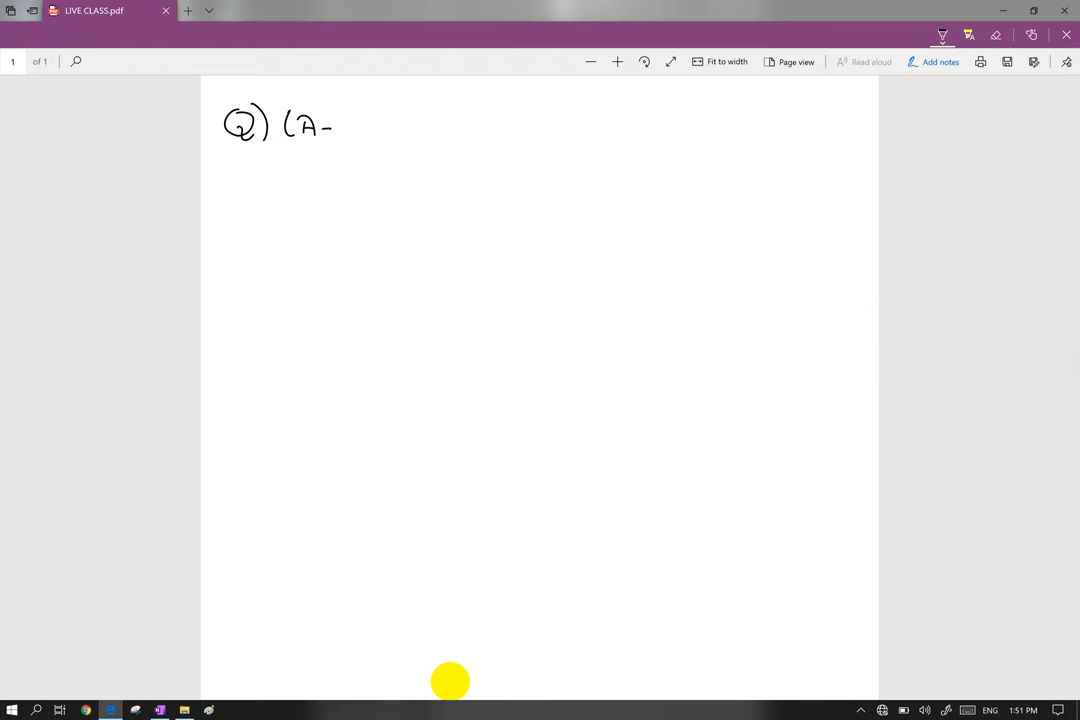 LIVE CLASS.pdf
1 of 1
Fit to width
Page view
A Read aloud
Add notes
Q) (A -
ENG
1:51 PM